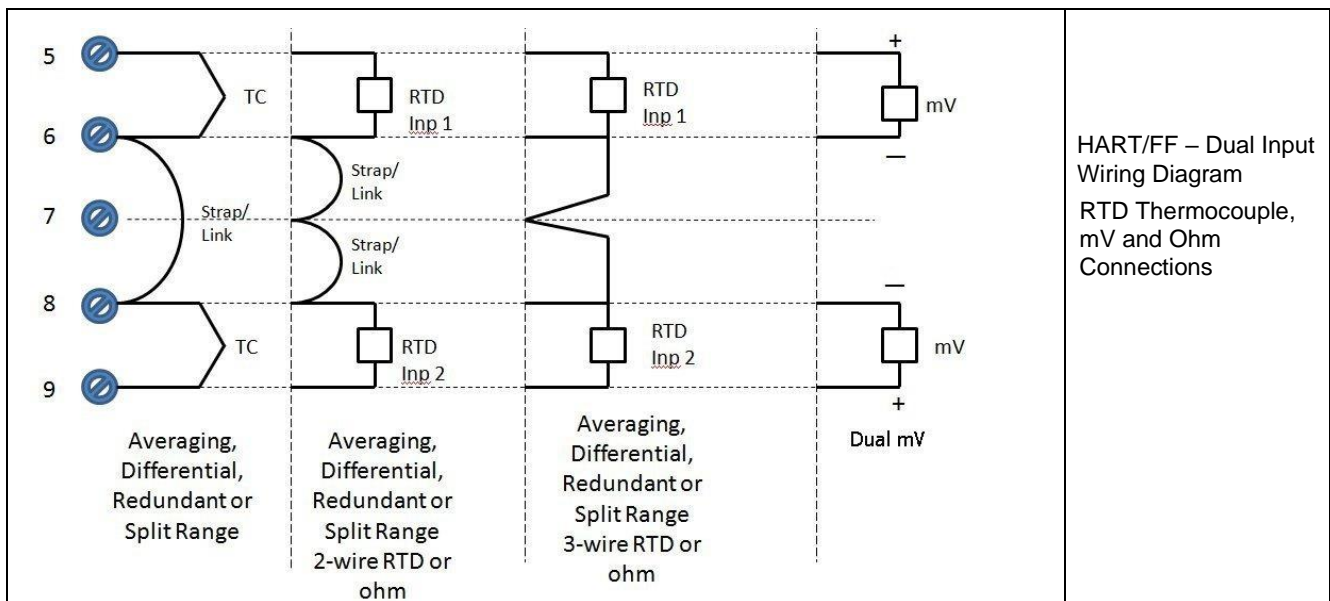 5
TC
6
Strap/
Link
7
8
TC
9
Averaging,
Differential,
Redundant or
Split Range
RTD
Inp 1
Strap/
Link
Strap/
Link
RTD
Inp 2
Averaging,
Differential,
Redundant or
Split Range
2-wire RTD or
ohm
RTD
Inp 1
RTD
Inp 2
Averaging,
Differential,
Redundant or
Split Range
3-wire RTD or
ohm
+
mV
—
—
mV
+
Dual mV
HART/FF – Dual Input
Wiring Diagram
RTD Thermocouple,
mV and Ohm
Connections